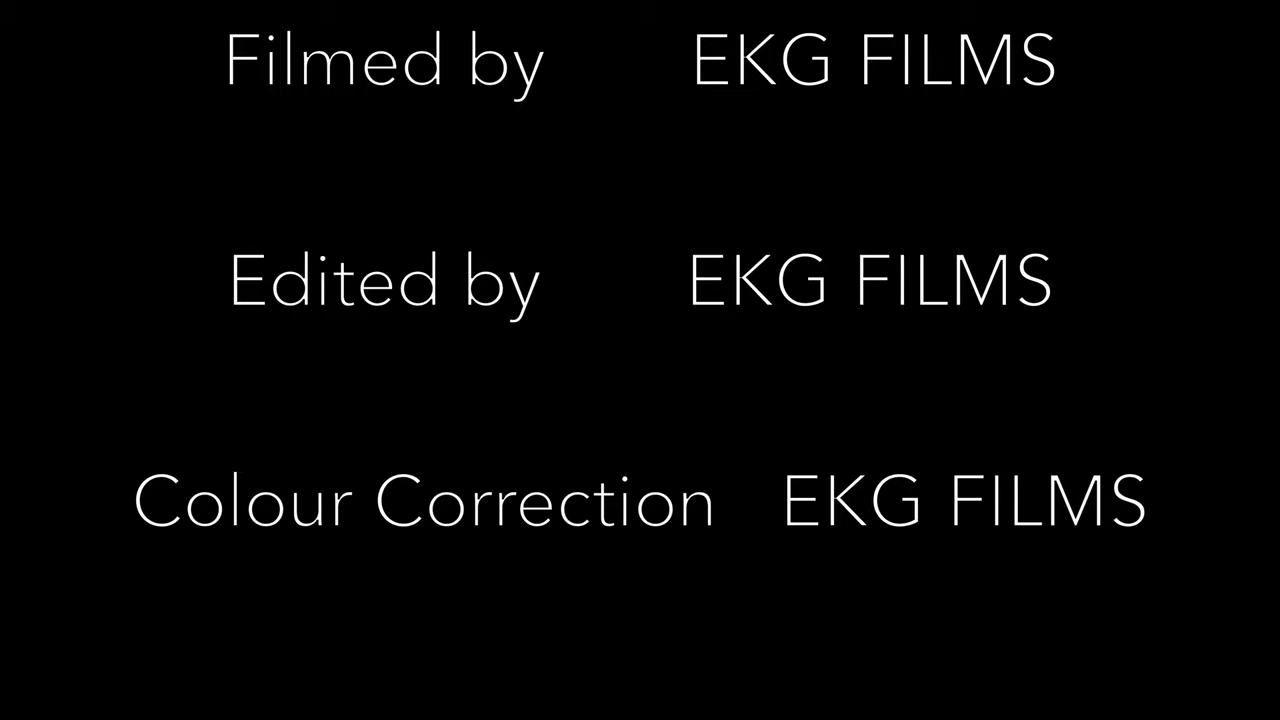 Filmed by EKG FILMS
Edited by EKG FILMS
Colour Correction EKG FILMS